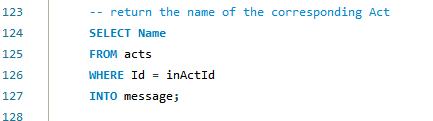 123 -- return the name of the corresponding Act
124 SELECT Name
125 FROM acts
126 WHERE Id = inActId
127 INTO message;
128